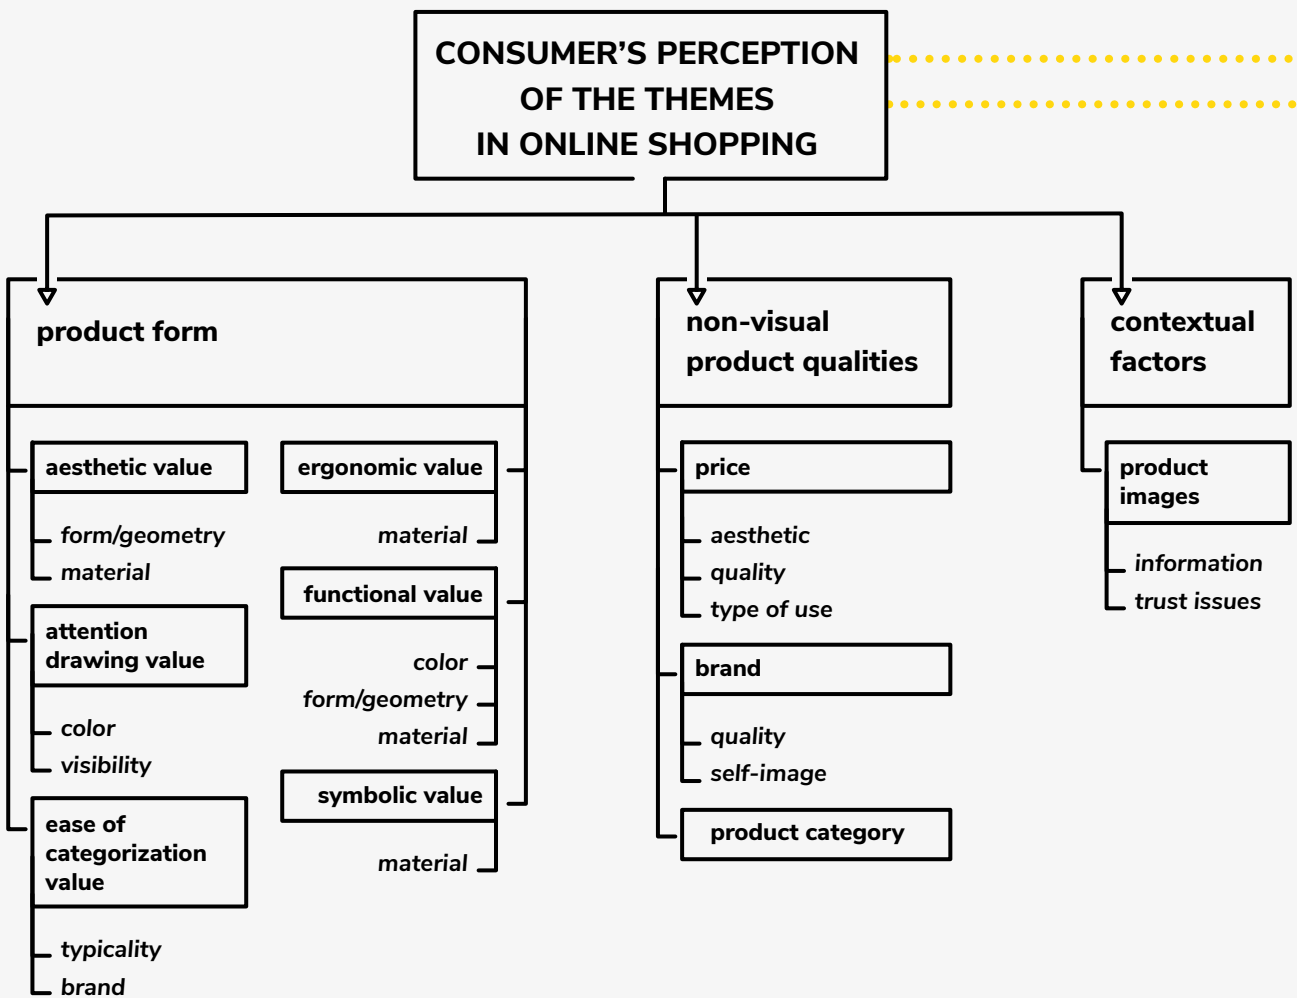 CONSUMER’S PERCEPTION
OF THE THEMES
IN ONLINE SHOPPING
product form
aesthetic value
form/geometry
material
attention
drawing value
color
visibility
ease of
categorization
value
typicality
brand
ergonomic value
material
functional value
color
form/geometry
material
symbolic value
material
non-visual
product qualities
price
aesthetic
quality
type of use
brand
quality
self-image
product category
contextual
factors
product
images
information
trust issues